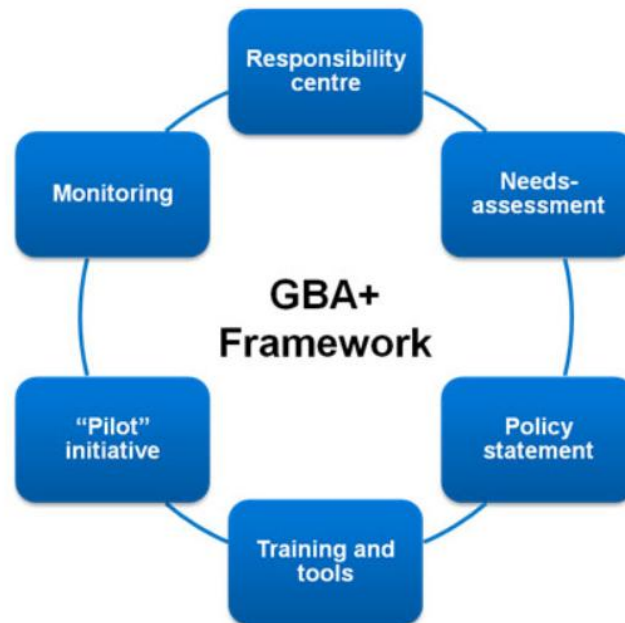 Responsibility
centre
Needs-
assessment
Policy
statement
Training and
tools
“Pilot”
initiative
Monitoring
GBA+
Framework